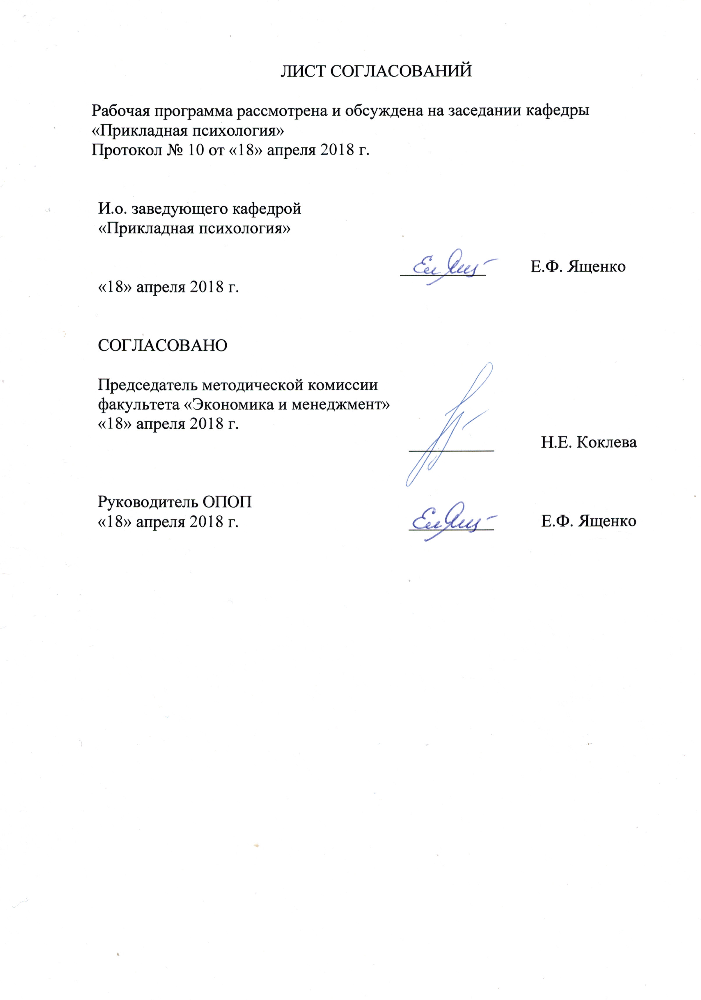 ЛИСТ СОГЛАСОВАНИЙ
Рабочая программа рассмотрена и обсуждена на заседании кафедры
«Прикладная психология»
Протокол № 10 от «18» апреля 2018 г.
И.о. заведующего кафедрой
«Прикладная психология»
Е.Ф. Ященко
«18» апреля 2018 г.
СОГЛАСОВАНО
Председатель методической комиссии
факультета «Экономика и менеджмент»
«18» апреля 2018 г.
Н.Е. Коклева
Руководитель ОПОП
«18» апреля 2018 г. Е.Ф. Ященко